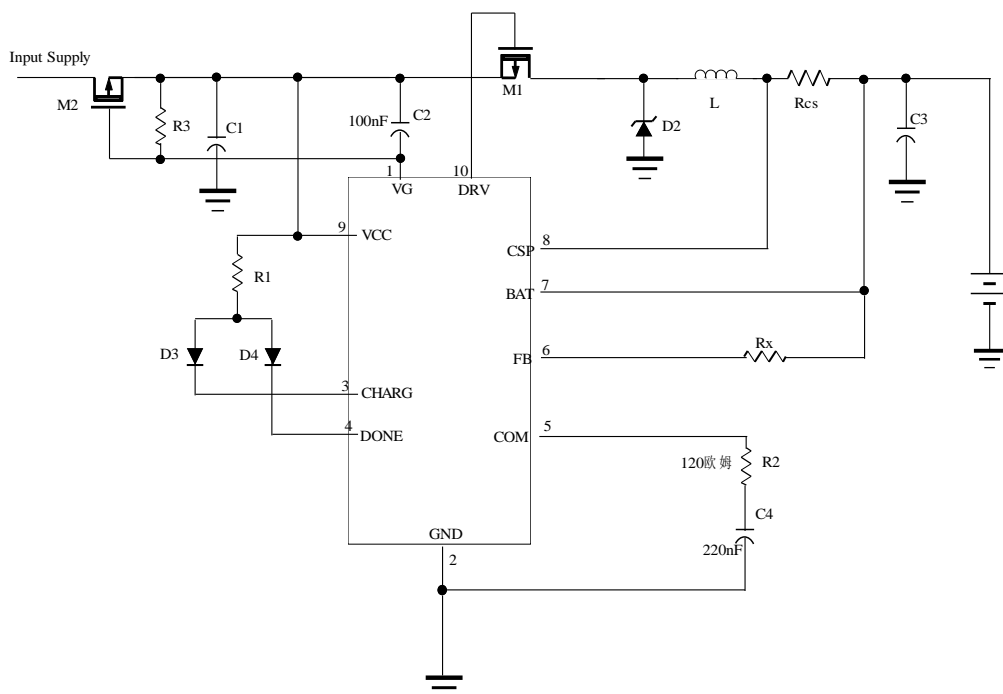 Input Supply
M2
R3
C1
100nF
C2
M1
D2
L
Rcs
C3
1
VG
10
DRV
9
VCC
R1
D3
D4
3
CHARG
4
DONE
CSP
8
BAT
7
FB
6
Rx
COM
5
120欧姆
R2
C4
220nF
GND
2